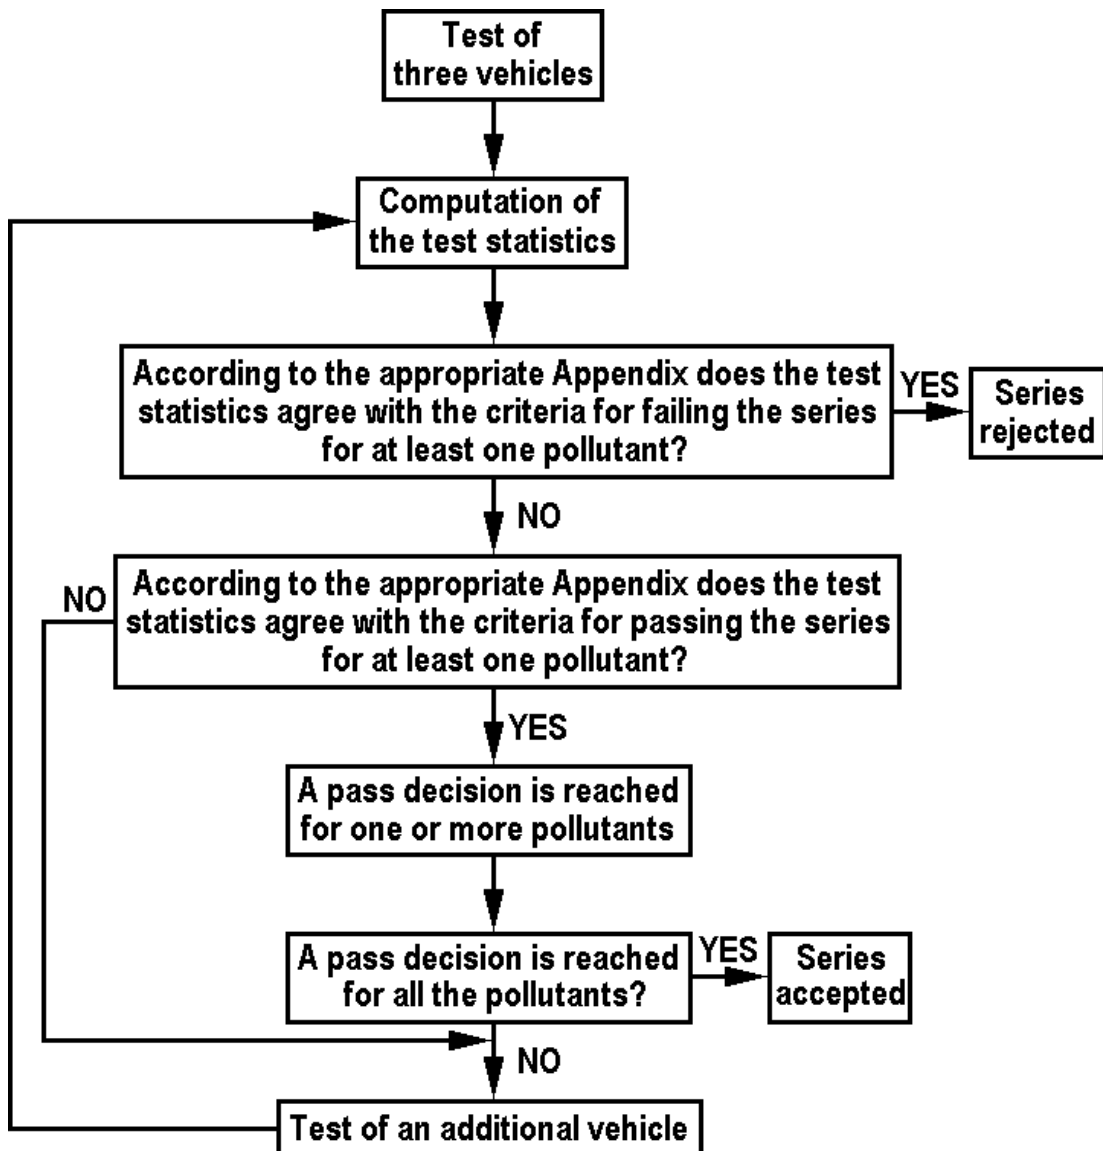 Test of
three vehicles
Computation of
the test statistics
According to the appropriate Appendix does the test
statistics agree with the criteria for failing the series
for at least one pollutant?
YES
Series
rejected
NO
According to the appropriate Appendix does the test
statistics agree with the criteria for passing the series
for at least one pollutant?
NO
YES
A pass decision is reached
for one or more pollutants
A pass decision is reached
for all the pollutants?
YES
Series
accepted
NO
Test of an additional vehicle